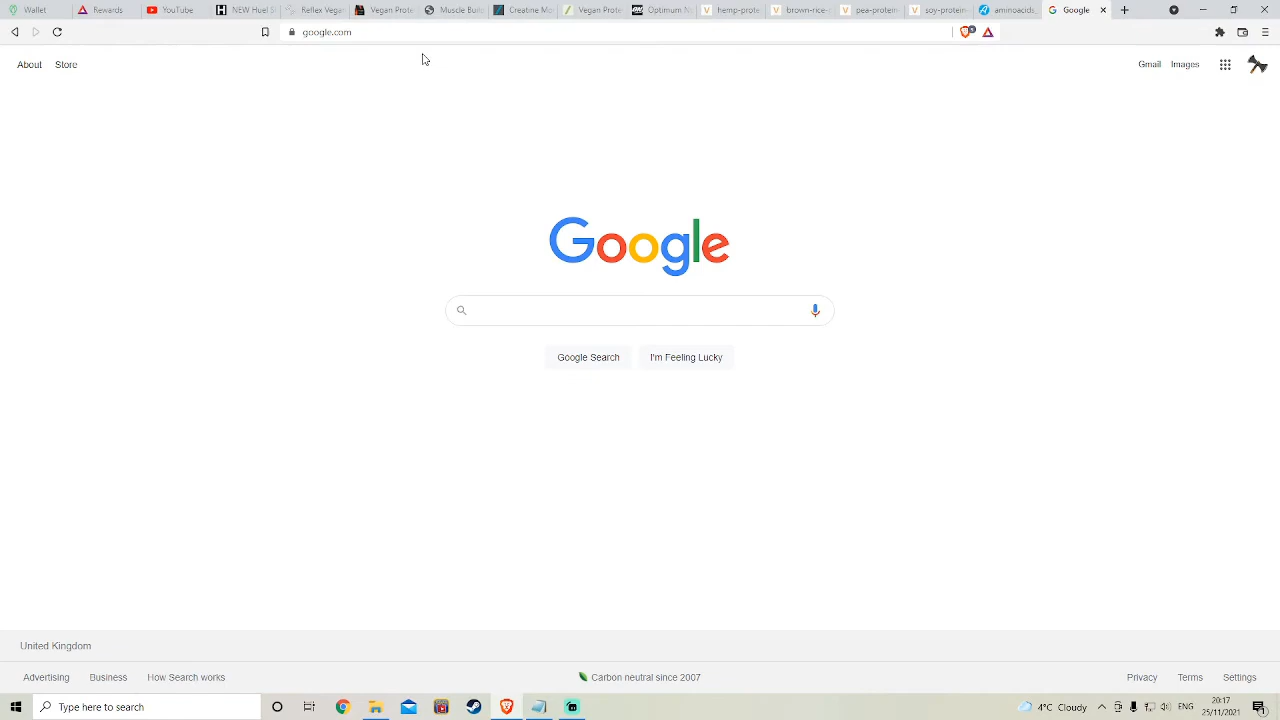 Wallet Rewards YouTube NEW Huel B Reflex Vegan Vegan Prote Muscle Build Creatine Mo Vegan Prote Optimum N hemp-prote brown-rice- pea-protein soy-protein- aminoacids Google
google.com
About Store Gmail Images
Google
Google Search I'm Feeling Lucky
United Kingdom
Advertising Business How Search works Carbon neutral since 2007 Privacy Terms Settings
Type here to search 4°C Cloudy ENG 20:17
25/11/2021